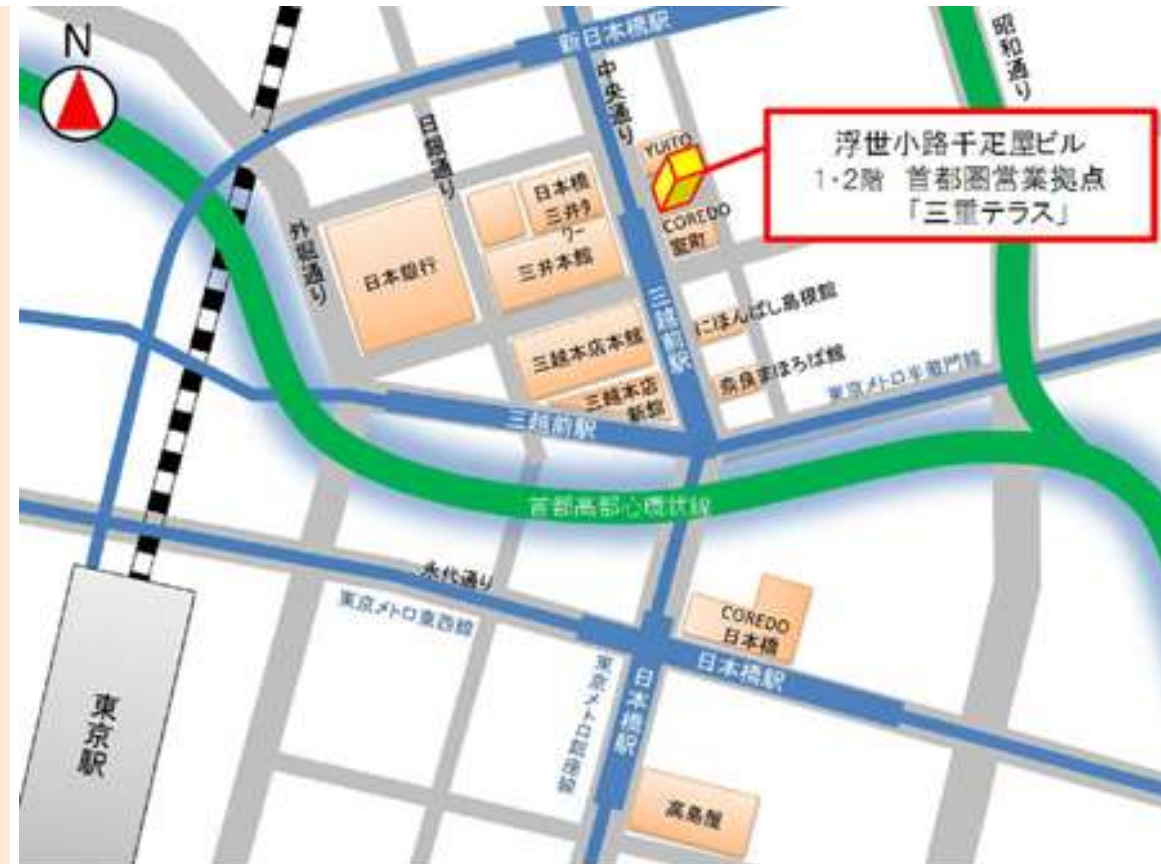 N
新日本橋駅
昭和通り
中央通り
日銀通り
YUITO
浮世小路千疋屋ビル
1・2階 首都圏営業拠点
「三重テラス」
日本橋
三井タ
ワー
COREDO
室町
外堀通り
日本銀行
三井本館
三越前駅
にほんばし島根館
三越本店本館
奈良まほろば館
東京メトロ半蔵門線
三越本店
新館
三越前駅
首都高都心環状線
永代通り
東京メトロ東西線
COREDO
日本橋
日本橋駅
東京メトロ銀座線
日本橋駅
東京駅
高島屋